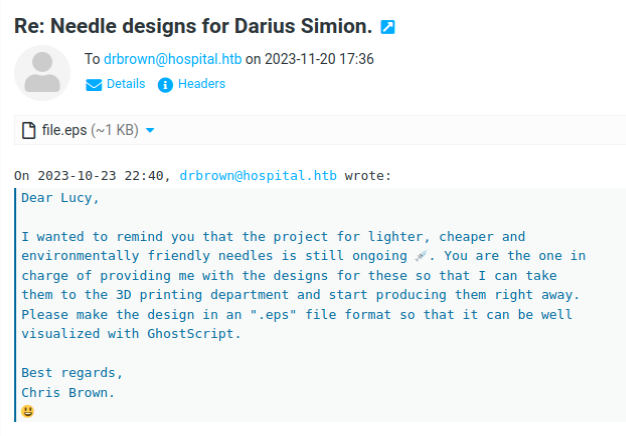 Re: Needle designs for Darius Simion.
To drbrown@hospital.htb on 2023-11-20 17:36
Details Headers
file.eps (~1 KB)
On 2023-10-23 22:40, drbrown@hospital.htb wrote:
Dear Lucy,
I wanted to remind you that the project for lighter, cheaper and
environmentally friendly needles is still ongoing 💉. You are the one in
charge of providing me with the designs for these so that I can take
them to the 3D printing department and start producing them right away.
Please make the design in an ".eps" file format so that it can be well
visualized with GhostScript.
Best regards,
Chris Brown.
😃